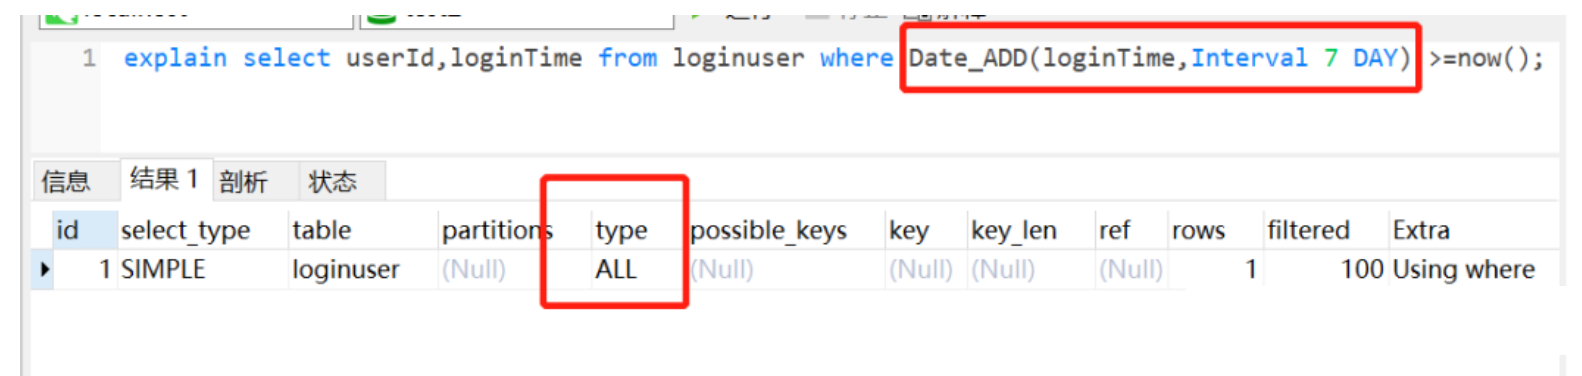 1 explain select userId,loginTime from loginuser where Date_ADD(loginTime,Interval 7 DAY) >=now();
信息 结果 1 剖析 状态
id select_type table partitions type possible_keys key key_len ref rows filtered Extra
1 SIMPLE loginuser (Null) ALL (Null) (Null) (Null) (Null) 1 100 Using where